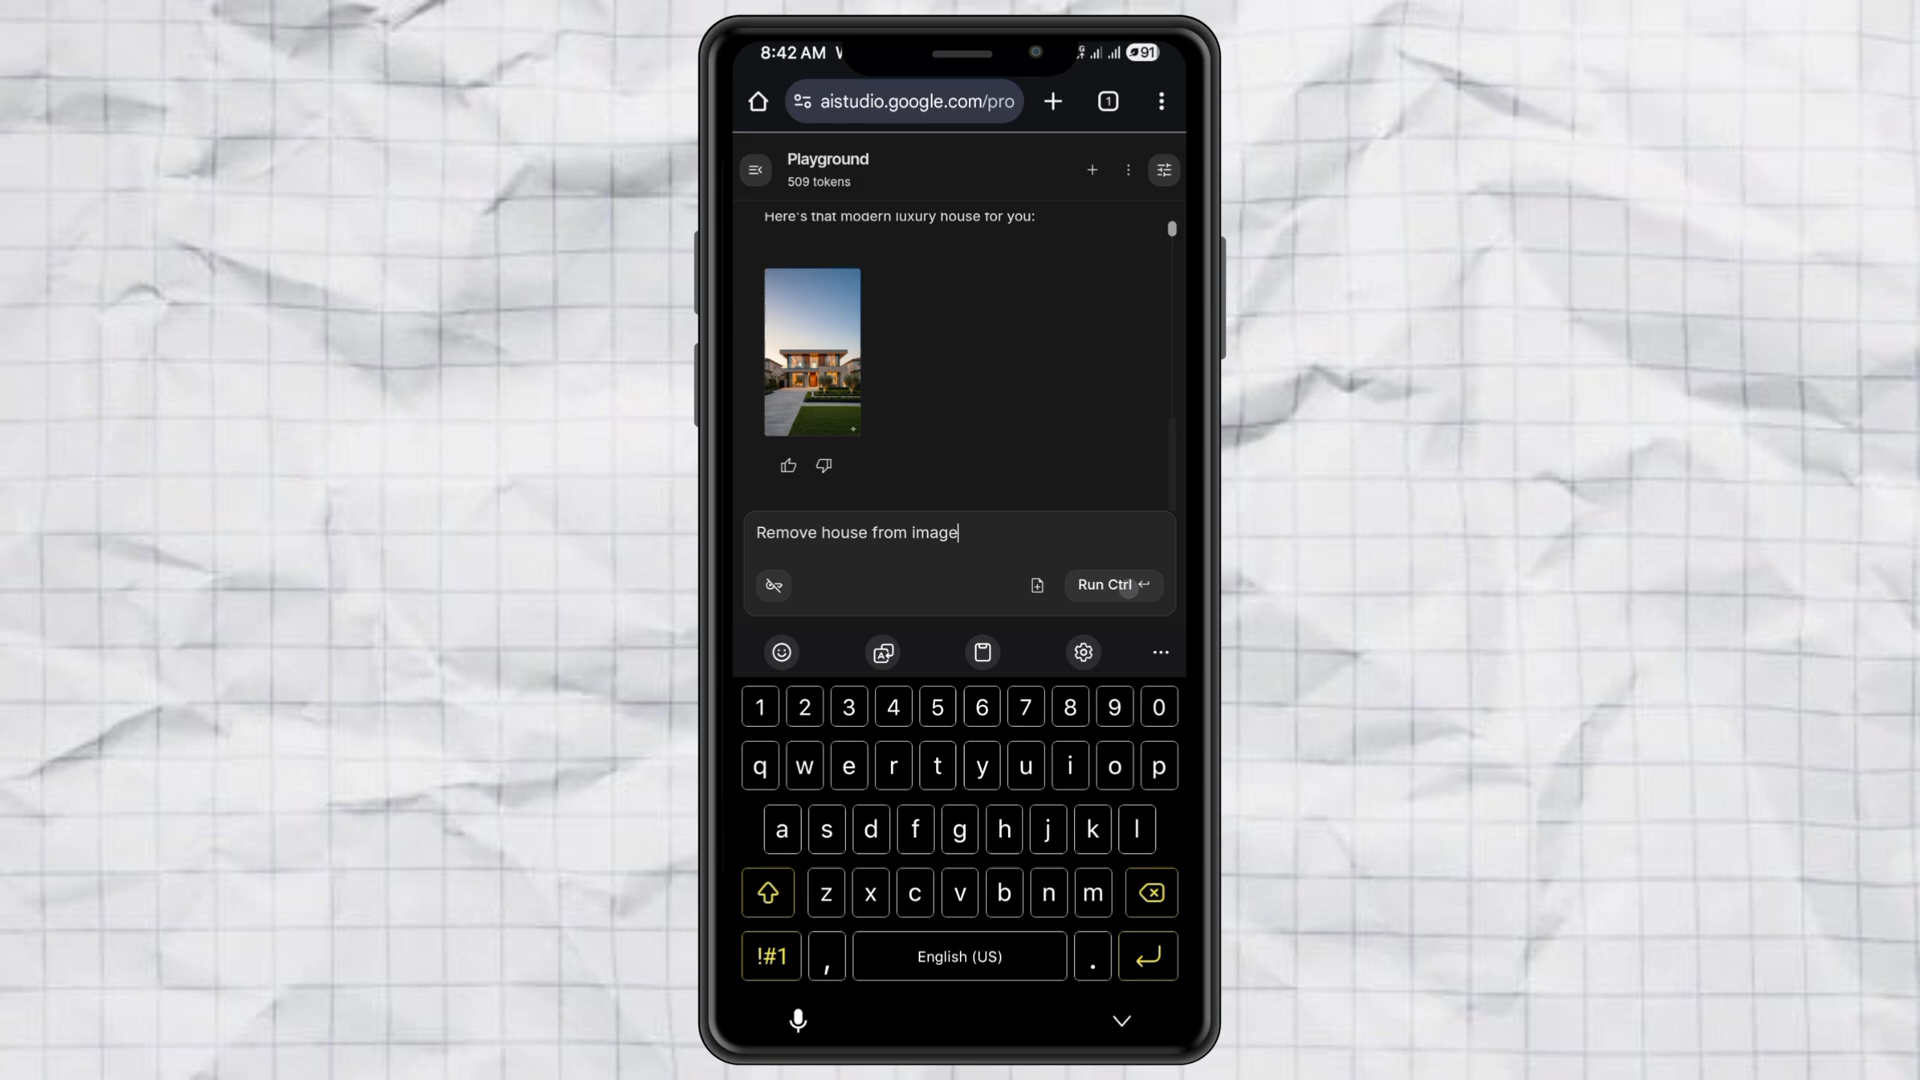 8:42 AM
91
aistudio.google.com/pro
1
Playground
509 tokens
Here's that modern luxury house for you:
Remove house from image
Run Ctrl
1 2 3 4 5 6 7 8 9 0
q w e r t y u i o p
a s d f g h j k l
z x c v b n m
!#1 , English (US) .